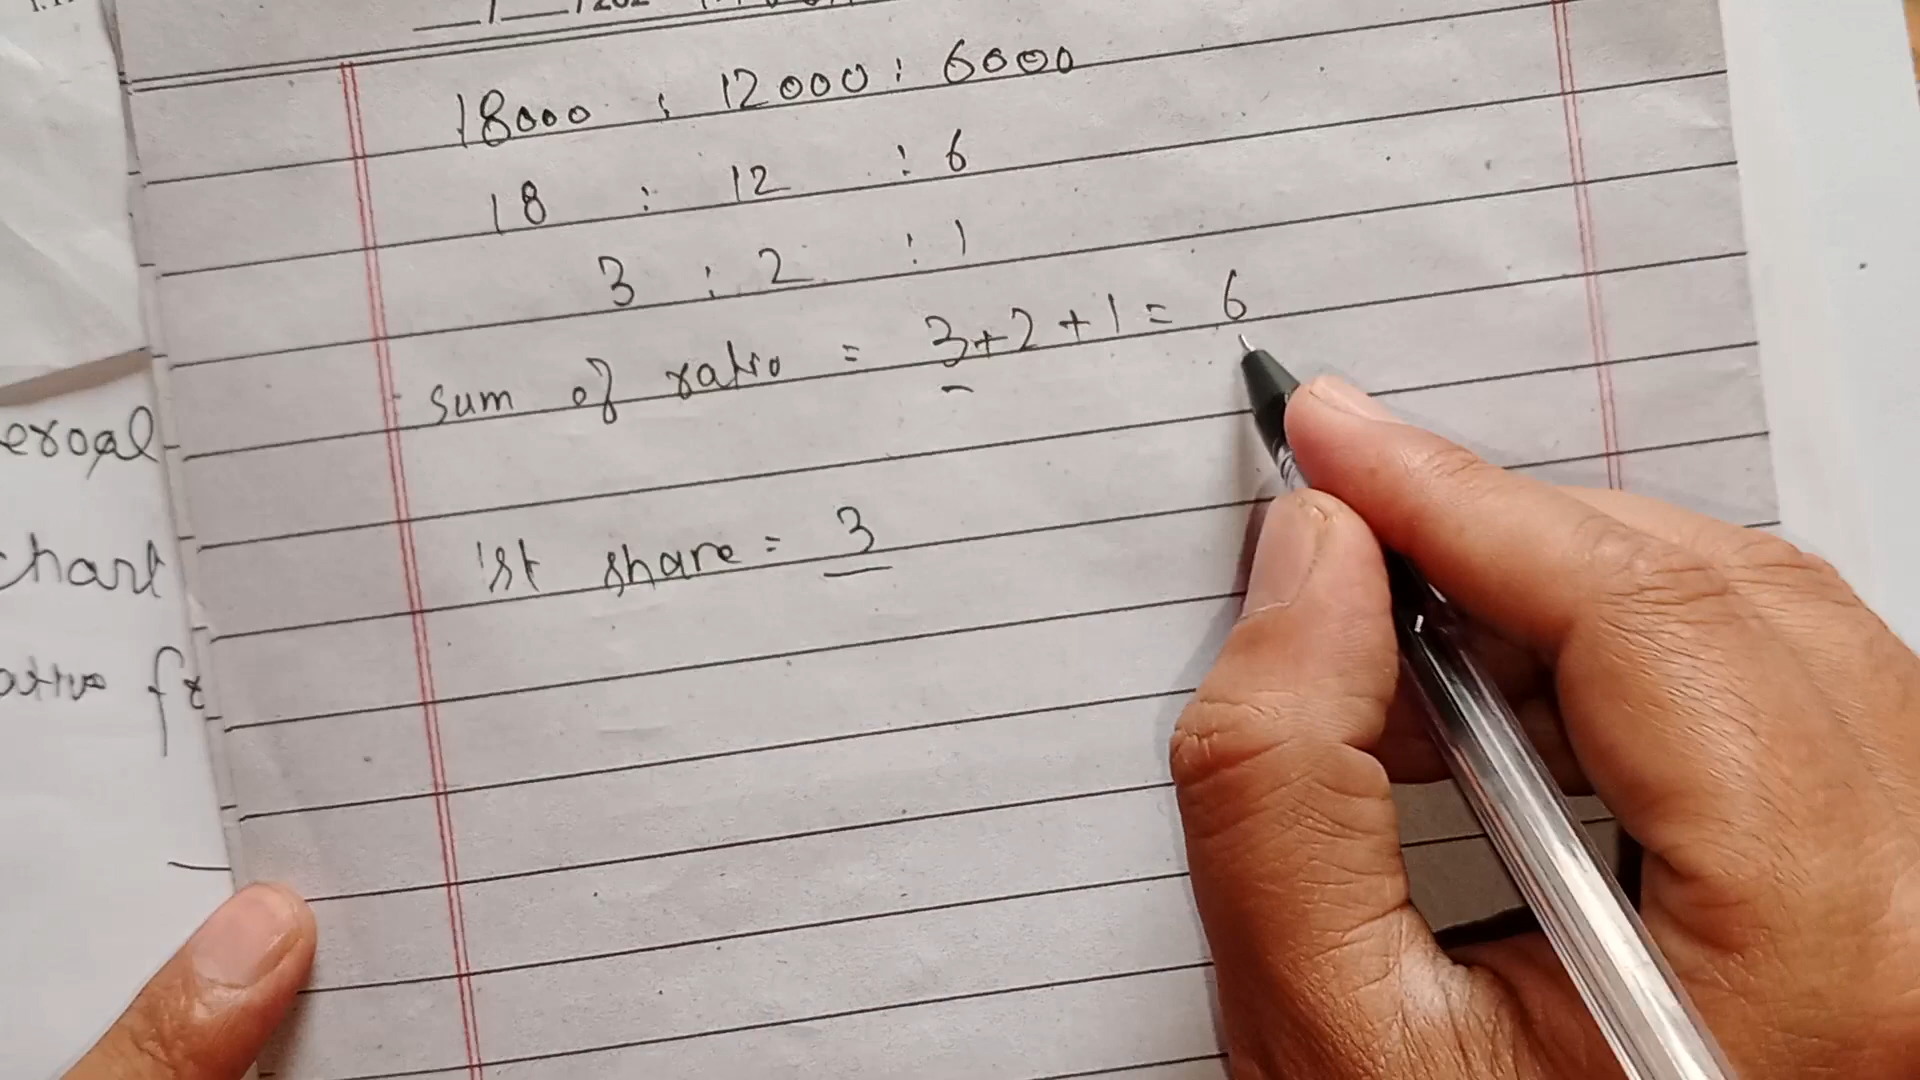 18000 : 12000 : 6000
18 : 12 : 6
3 : 2 : 1
sum of ratio = 3+2+1 = 6
1st share = 3
chart